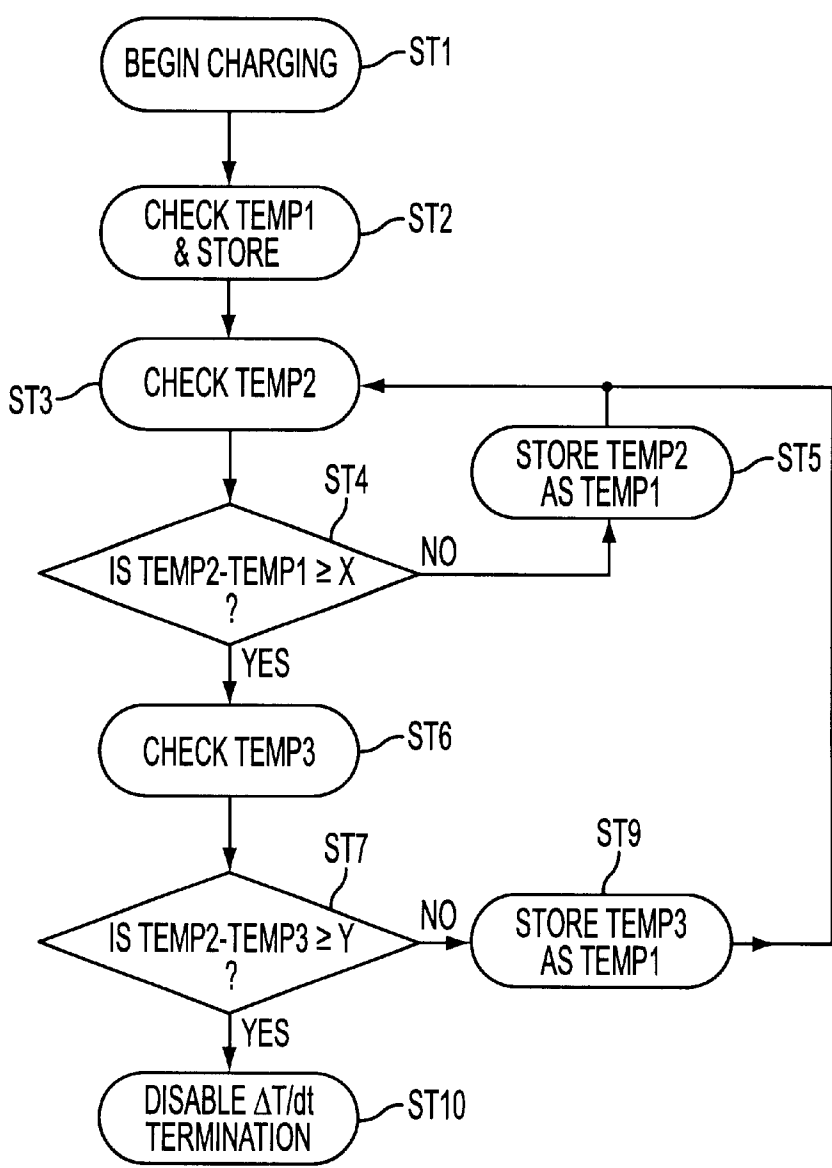 BEGIN CHARGING
ST1
CHECK TEMP1
& STORE
ST2
CHECK TEMP2
ST3
STORE TEMP2
AS TEMP1
ST5
ST4
IS TEMP2-TEMP1 ≥ X
?
NO
YES
CHECK TEMP3
ST6
ST7
IS TEMP2-TEMP3 ≥ Y
?
NO
ST9
STORE TEMP3
AS TEMP1
YES
DISABLE ΔT/dt
TERMINATION
ST10